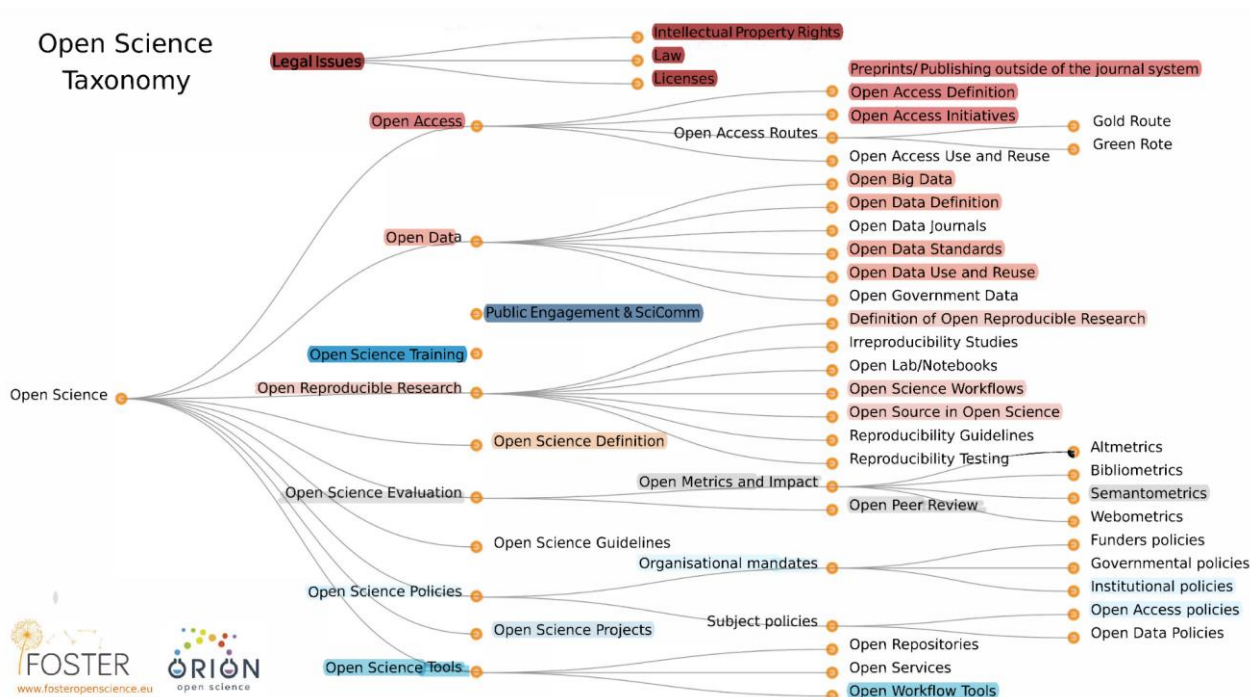 Open Science
Taxonomy
Legal Issues
Intellectual Property Rights
Law
Licenses
Preprints/Publishing outside of the journal system
Open Access
Open Access Definition
Open Access Initiatives
Open Access Routes
Gold Route
Green Rote
Open Access Use and Reuse
Open Data
Open Big Data
Open Data Definition
Open Data Journals
Open Data Standards
Open Data Use and Reuse
Open Government Data
Public Engagement & SciComm
Open Science Training
Open Science
Open Reproducible Research
Definition of Open Reproducible Research
Irreproducibility Studies
Open Lab/Notebooks
Open Science Workflows
Open Source in Open Science
Reproducibility Guidelines
Reproducibility Testing
Open Science Definition
Open Science Evaluation
Open Metrics and Impact
Altmetrics
Bibliometrics
Semantometrics
Webometrics
Open Peer Review
Open Science Guidelines
Open Science Policies
Organisational mandates
Funders policies
Governmental policies
Institutional policies
Subject policies
Open Access policies
Open Data Policies
Open Science Projects
Open Science Tools
Open Repositories
Open Services
Open Workflow Tools
FOSTER
www.fosteropenscience.eu
ORION
open science